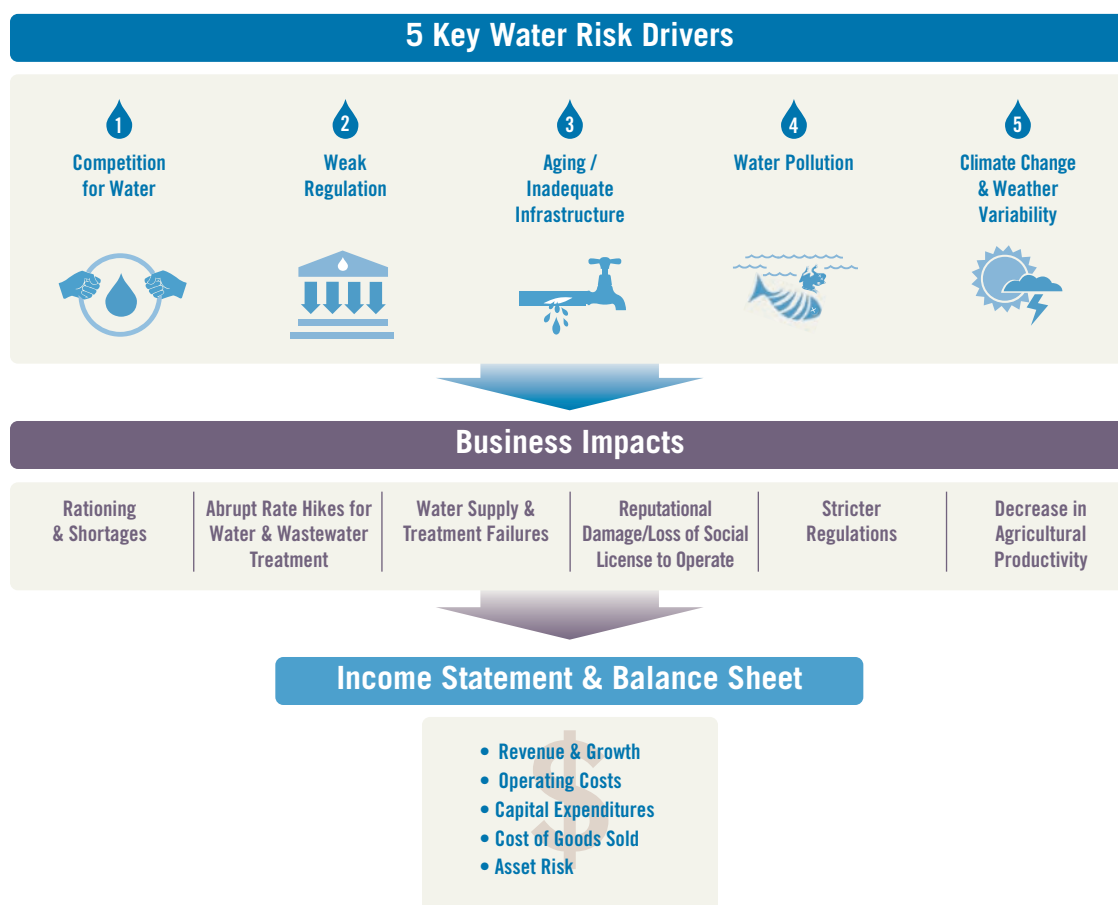 5 Key Water Risk Drivers
1
Competition
for Water
2
Weak
Regulation
3
Aging /
Inadequate
Infrastructure
4
Water Pollution
5
Climate Change
& Weather
Variability
Business Impacts
Rationing
& Shortages
Abrupt Rate Hikes for
Water & Wastewater
Treatment
Water Supply &
Treatment Failures
Reputational
Damage/Loss of Social
License to Operate
Stricter
Regulations
Decrease in
Agricultural
Productivity
Income Statement & Balance Sheet
$
• Revenue & Growth
• Operating Costs
• Capital Expenditures
• Cost of Goods Sold
• Asset Risk